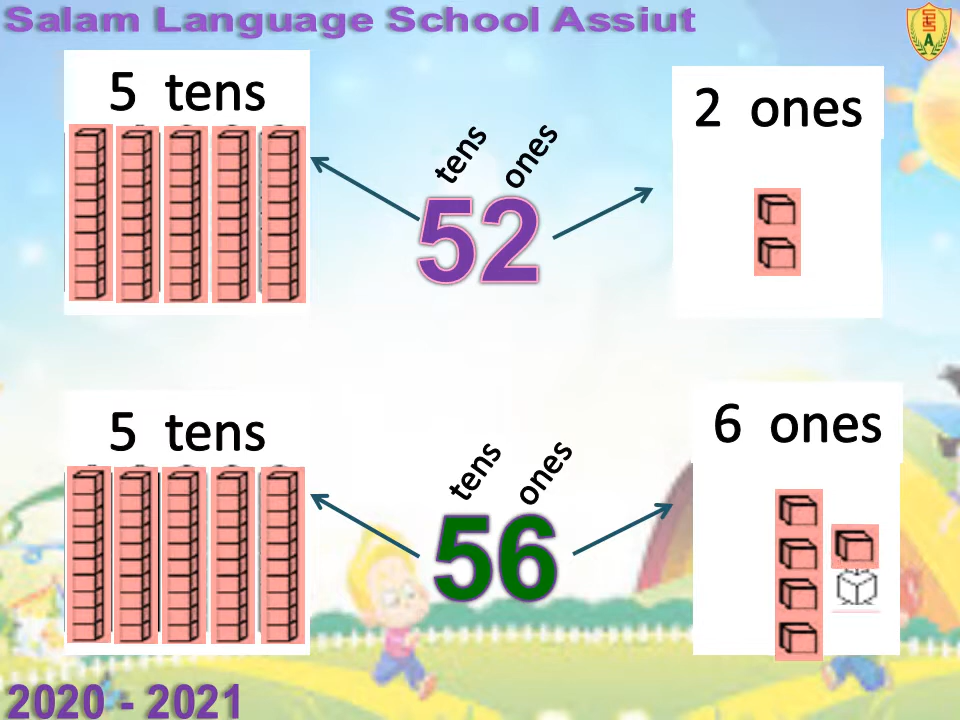 Salam Language School Assiut
5 tens
2 ones
tens
ones
52
5 tens
6 ones
tens
ones
56
2020 - 2021